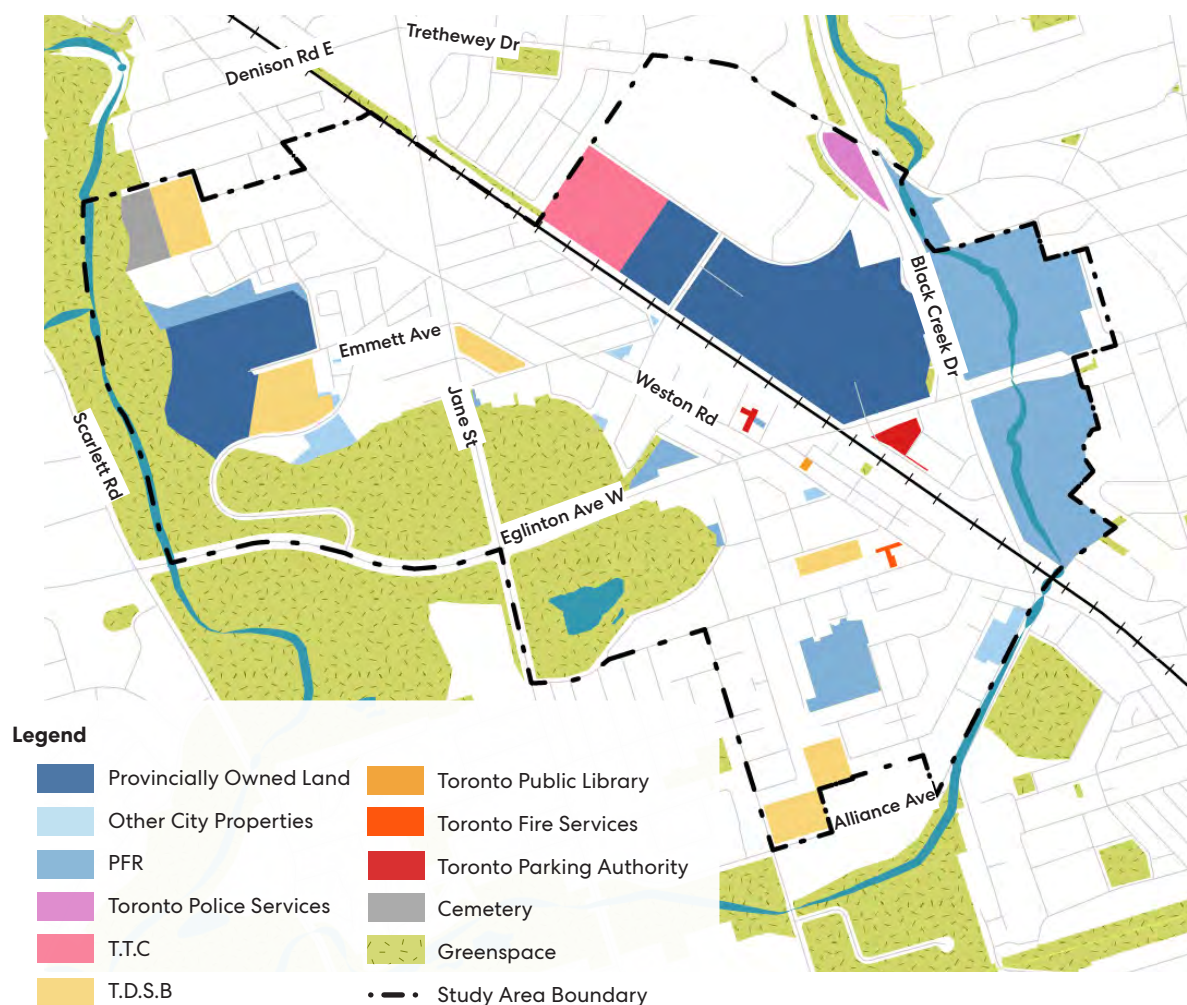 Trethewey Dr
Denison Rd E
Black Creek Dr
Emmett Ave
Weston Rd
Jane St
Scarlett Rd
Eglinton Ave W
Alliance Ave
Legend
Provincially Owned Land
Other City Properties
PFR
Toronto Police Services
T.T.C
T.D.S.B
Toronto Public Library
Toronto Fire Services
Toronto Parking Authority
Cemetery
Greenspace
Study Area Boundary